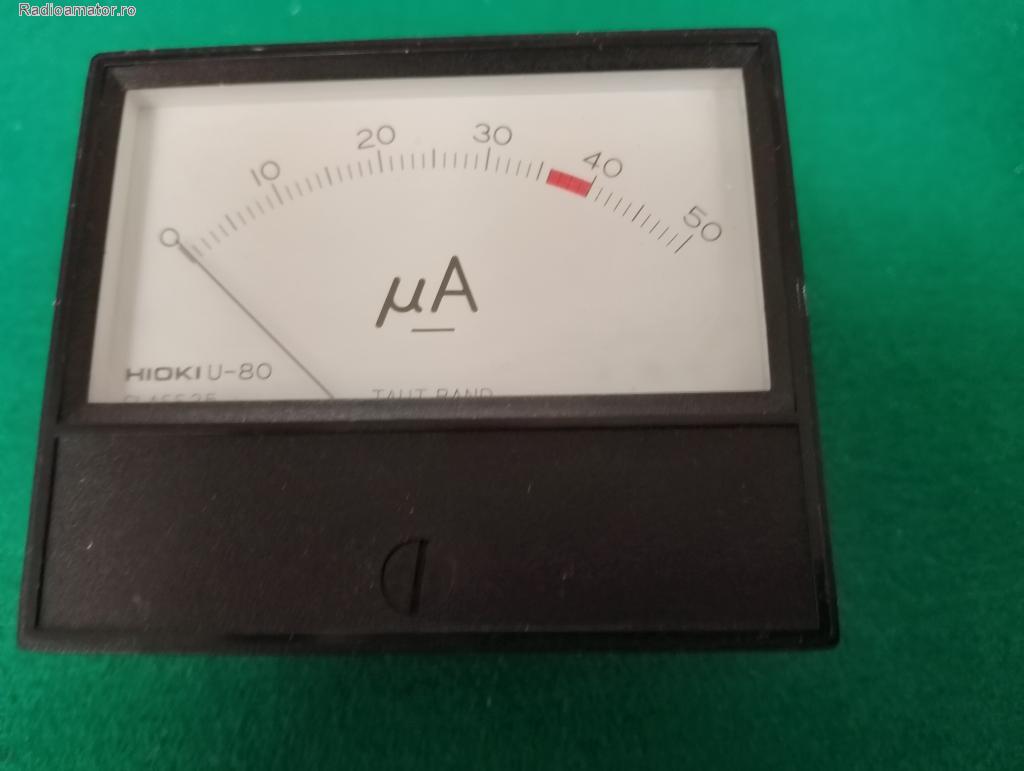 Radioamator.ro
0 10 20 30 40 50
µA
HIOKI U-80
TAUT BAND